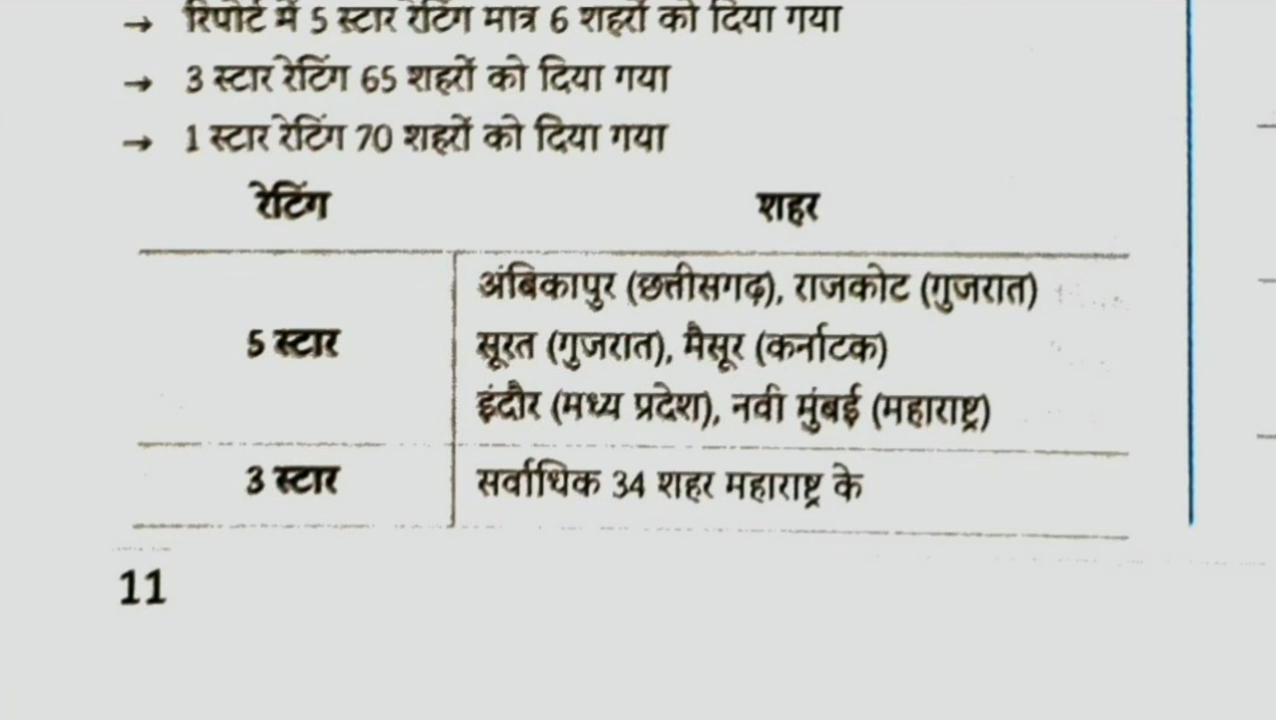 → रिपोर्ट में 5 स्टार रेटिंग मात्र 6 शहरों को दिया गया
→ 3 स्टार रेटिंग 65 शहरों को दिया गया
→ 1 स्टार रेटिंग 70 शहरों को दिया गया
रेटिंग शहर
अंबिकापुर (छत्तीसगढ़), राजकोट (गुजरात)
5 स्टार सूरत (गुजरात), मैसूर (कर्नाटक)
इंदौर (मध्य प्रदेश), नवी मुंबई (महाराष्ट्र)
3 स्टार सर्वाधिक 34 शहर महाराष्ट्र के
11